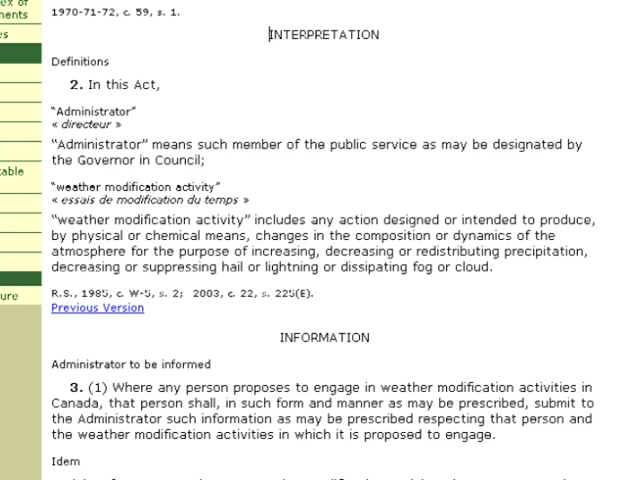 ex of
ments
es
able
ure
1970-71-72, c. 59, s. 1.
INTERPRETATION
Definitions
2. In this Act,
“Administrator”
« directeur »
“Administrator” means such member of the public service as may be designated by
the Governor in Council;
“weather modification activity”
« essais de modification du temps »
“weather modification activity” includes any action designed or intended to produce,
by physical or chemical means, changes in the composition or dynamics of the
atmosphere for the purpose of increasing, decreasing or redistributing precipitation,
decreasing or suppressing hail or lightning or dissipating fog or cloud.
R.S., 1985, c. W-5, s. 2; 2003, c. 22, s. 225(E).
Previous Version
INFORMATION
Administrator to be informed
3. (1) Where any person proposes to engage in weather modification activities in
Canada, that person shall, in such form and manner as may be prescribed, submit to
the Administrator such information as may be prescribed respecting that person and
the weather modification activities in which it is proposed to engage.
Idem